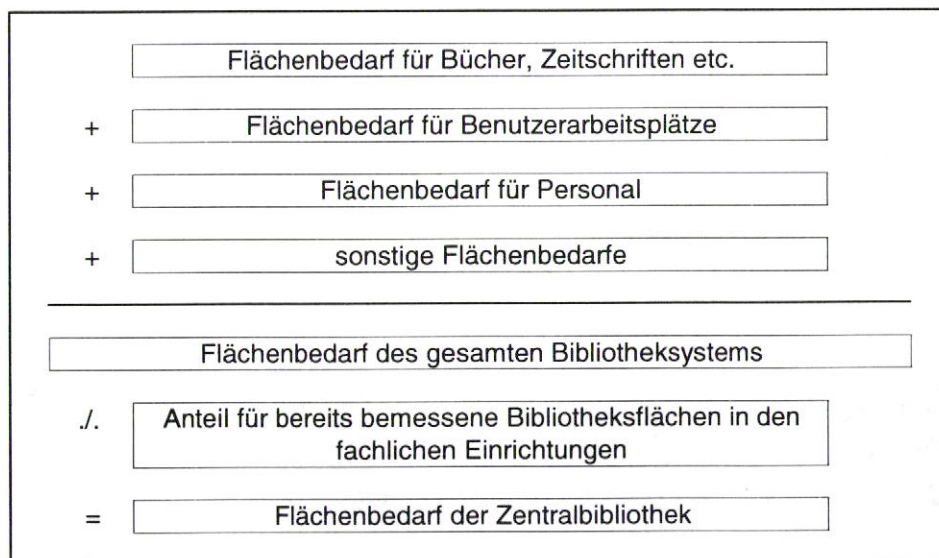 Flächenbedarf für Bücher, Zeitschriften etc.
+ Flächenbedarf für Benutzerarbeitsplätze
+ Flächenbedarf für Personal
+ sonstige Flächenbedarfe
Flächenbedarf des gesamten Bibliotheksystems
./. Anteil für bereits bemessene Bibliotheksflächen in den
fachlichen Einrichtungen
= Flächenbedarf der Zentralbibliothek